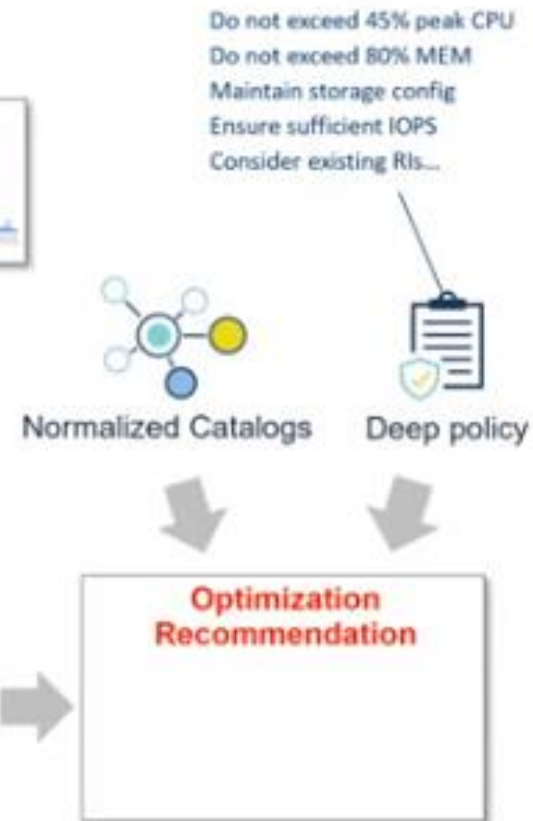 Do not exceed 45% peak CPU
Do not exceed 80% MEM
Maintain storage config
Ensure sufficient IOPS
Consider existing RIs...
Normalized Catalogs
Deep policy
Optimization
Recommendation